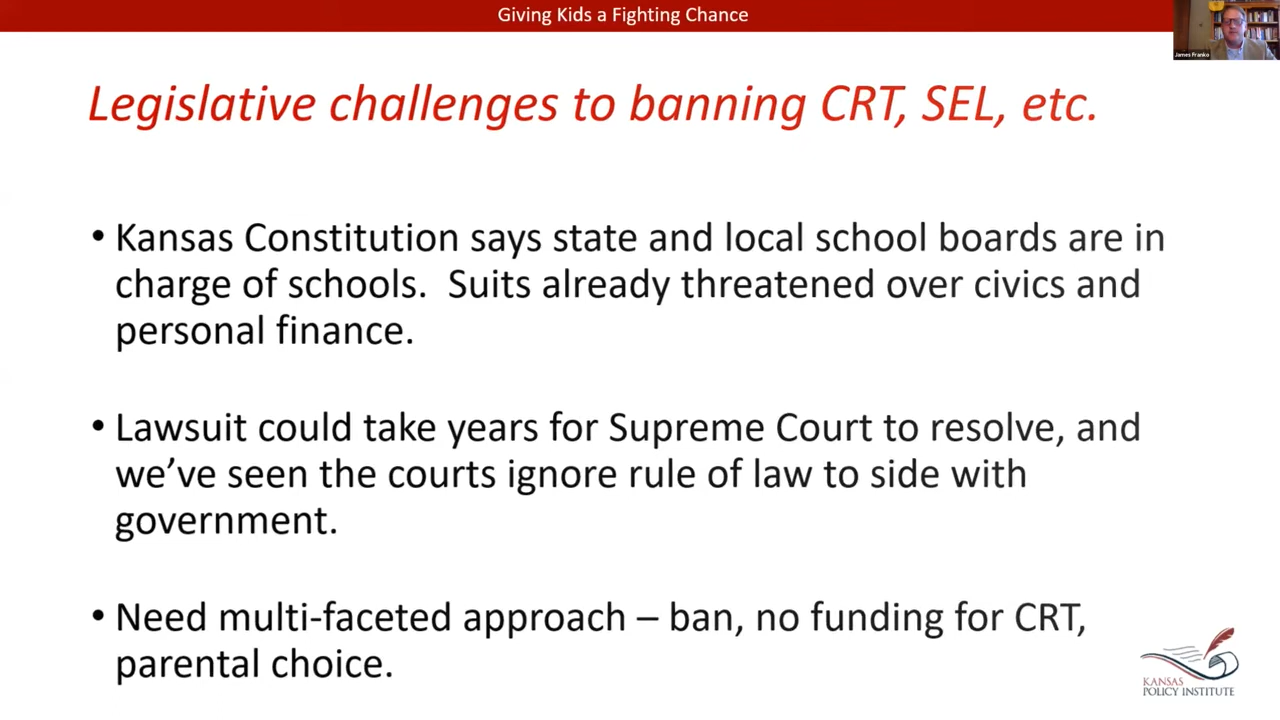 Giving Kids a Fighting Chance
James Franko
Legislative challenges to banning CRT, SEL, etc.
• Kansas Constitution says state and local school boards are in
charge of schools.  Suits already threatened over civics and
personal finance.
• Lawsuit could take years for Supreme Court to resolve, and
we’ve seen the courts ignore rule of law to side with
government.
• Need multi-faceted approach – ban, no funding for CRT,
parental choice.
KANSAS
POLICY INSTITUTE